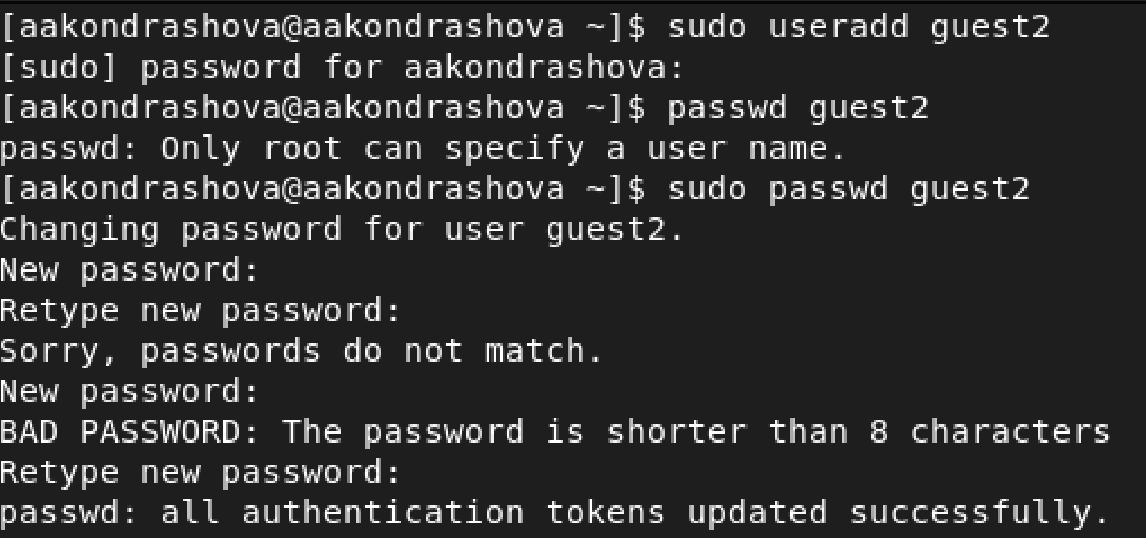 [aakondrashova@aakondrashova ~]$ sudo useradd guest2
[sudo] password for aakondrashova:
[aakondrashova@aakondrashova ~]$ passwd guest2
passwd: Only root can specify a user name.
[aakondrashova@aakondrashova ~]$ sudo passwd guest2
Changing password for user guest2.
New password:
Retype new password:
Sorry, passwords do not match.
New password:
BAD PASSWORD: The password is shorter than 8 characters
Retype new password:
passwd: all authentication tokens updated successfully.